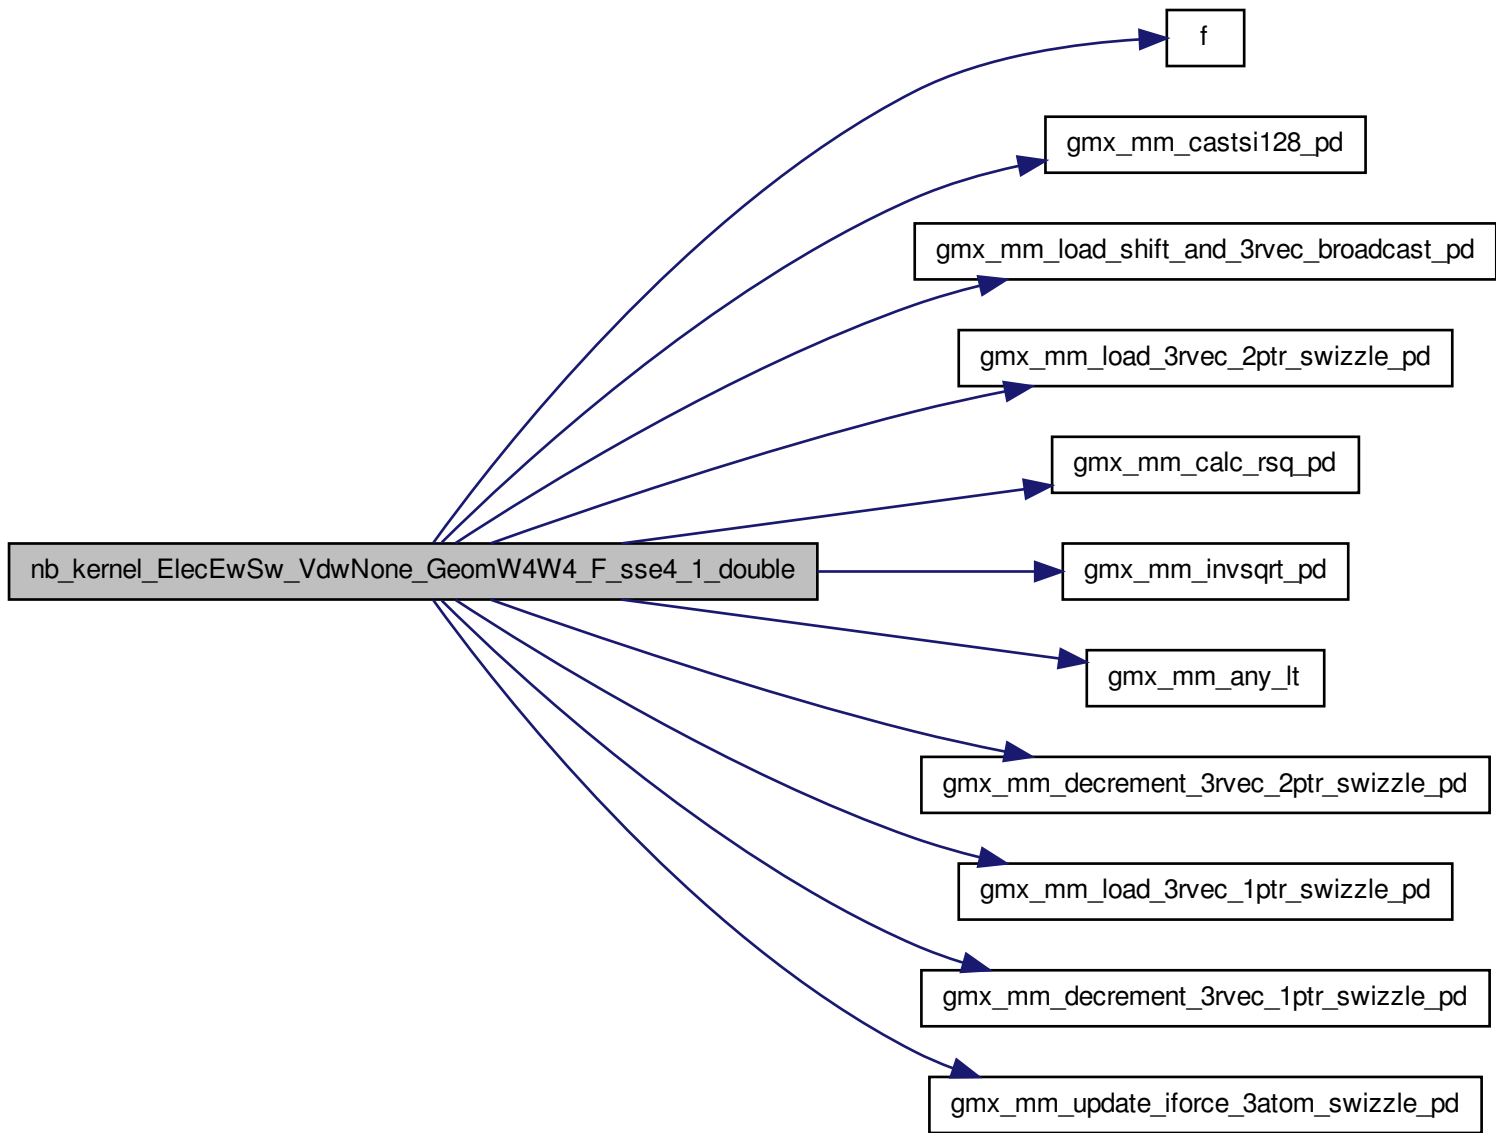 f
gmx_mm_castsi128_pd
gmx_mm_load_shift_and_3rvec_broadcast_pd
gmx_mm_load_3rvec_2ptr_swizzle_pd
gmx_mm_calc_rsq_pd
nb_kernel_ElecEwSw_VdwNone_GeomW4W4_F_sse4_1_double
gmx_mm_invsqrt_pd
gmx_mm_any_lt
gmx_mm_decrement_3rvec_2ptr_swizzle_pd
gmx_mm_load_3rvec_1ptr_swizzle_pd
gmx_mm_decrement_3rvec_1ptr_swizzle_pd
gmx_mm_update_iforce_3atom_swizzle_pd